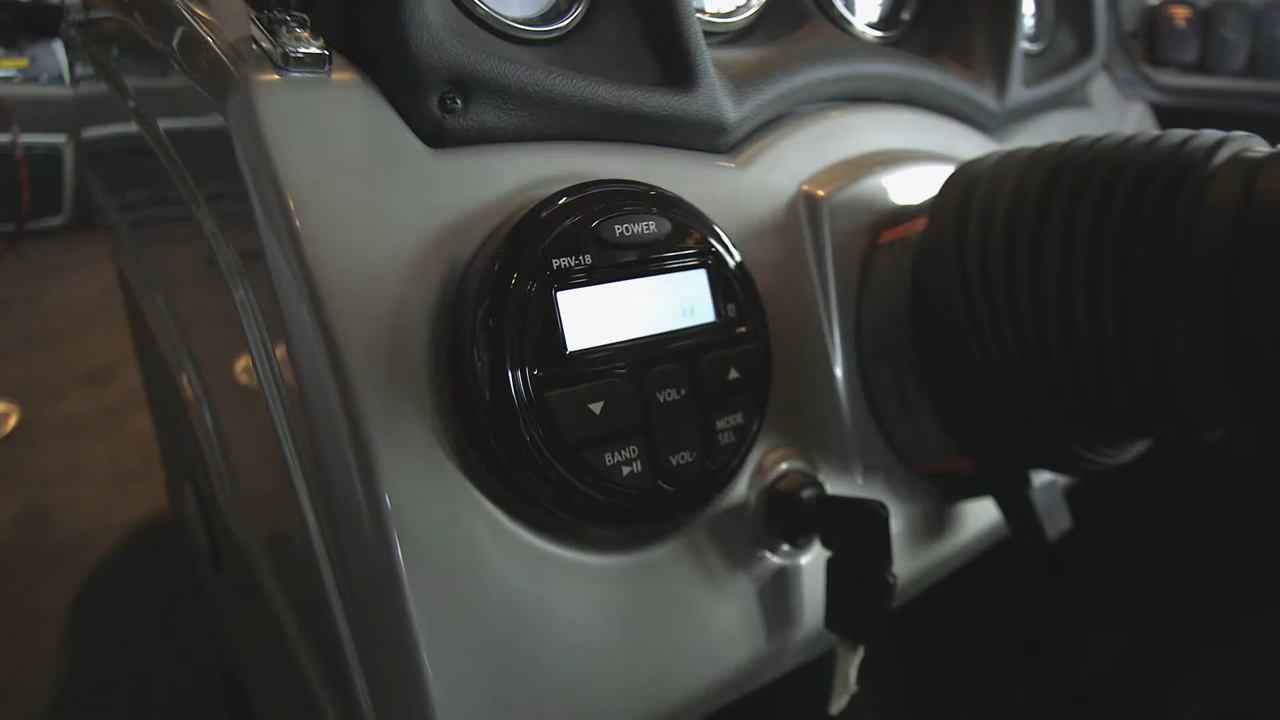 POWER
PRV-18
VOL+
BAND
VOL-
MODE
SEL